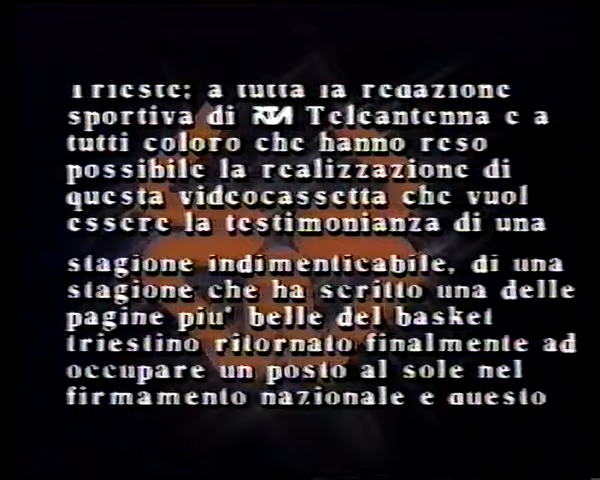 Trieste; a tutta la redazione
sportiva di RTA Teleantenna e a
tutti coloro che hanno reso
possibile la realizzazione di
questa videocassetta che vuol
essere la testimonianza di una
stagione indimenticabile, di una
stagione che ha scritto una delle
pagine piu' belle del basket
triestino ritornato finalmente ad
occupare un posto al sole nel
firmamento nazionale e questo